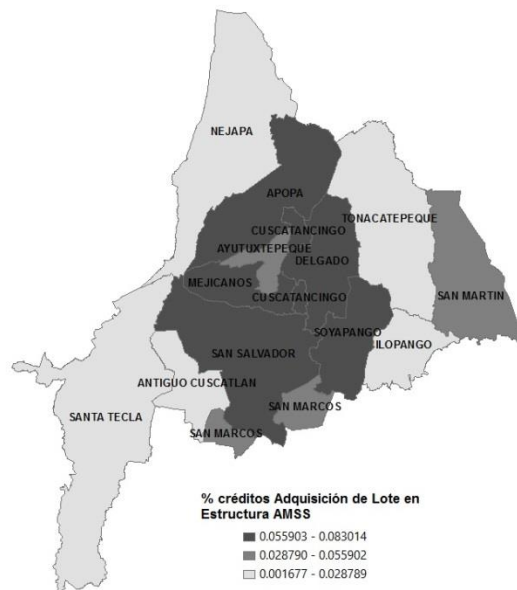 NEJAPA
APOPA
TONACATEPEQUE
CUSCATANCINGO
AYUTUXTEPEQUE
DELGADO
MEJICANOS
CUSCATANCINGO
SAN MARTIN
SOYAPANGO
ILOPANGO
SAN SALVADOR
ANTIGUO CUSCATLAN
SAN MARCOS
SANTA TECLA
SAN MARCOS
% créditos Adquisición de Lote en
Estructura AMSS
0.055903 - 0.083014
0.028790 - 0.055902
0.001677 - 0.028789